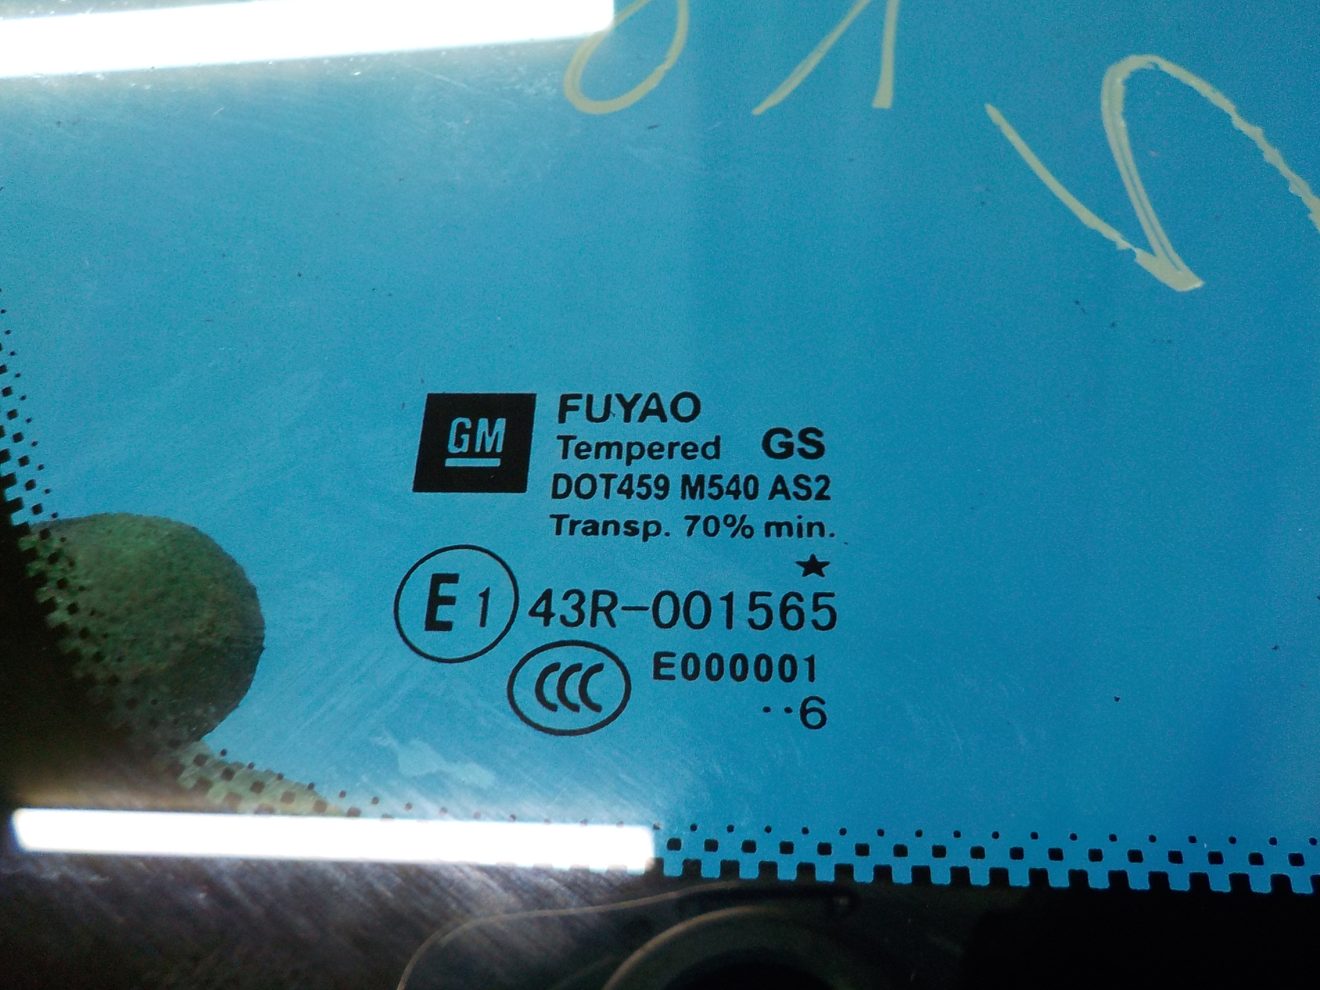 GM
FUYAO
Tempered GS
DOT459 M540 AS2
Transp. 70% min.
★
E1 43R-001565
CCC E000001
··6